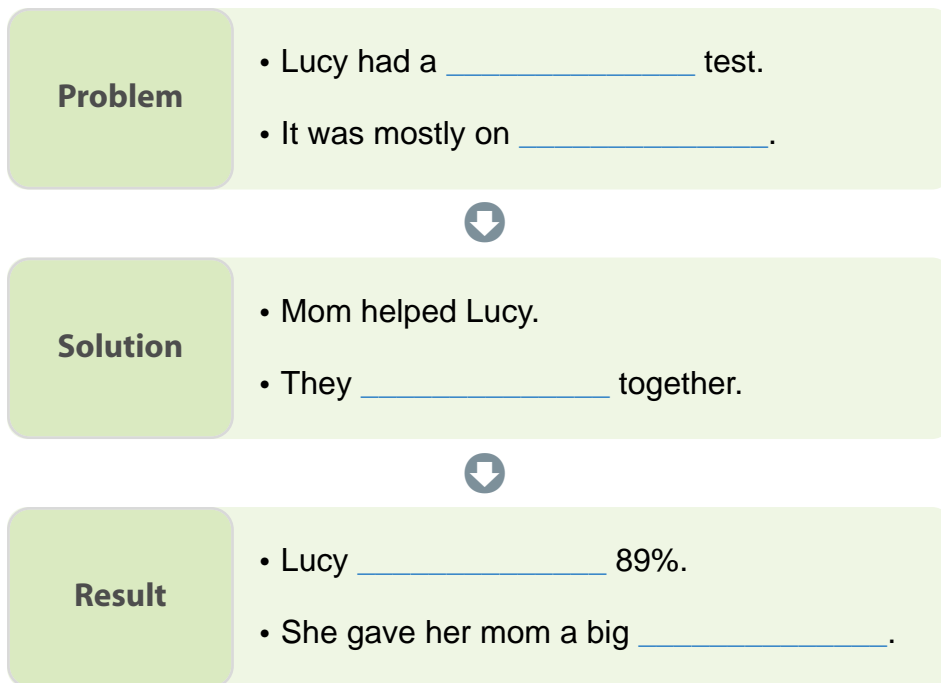 Problem
• Lucy had a ______________ test.
• It was mostly on ______________.
Solution
• Mom helped Lucy.
• They ______________ together.
Result
• Lucy ______________ 89%.
• She gave her mom a big ______________.